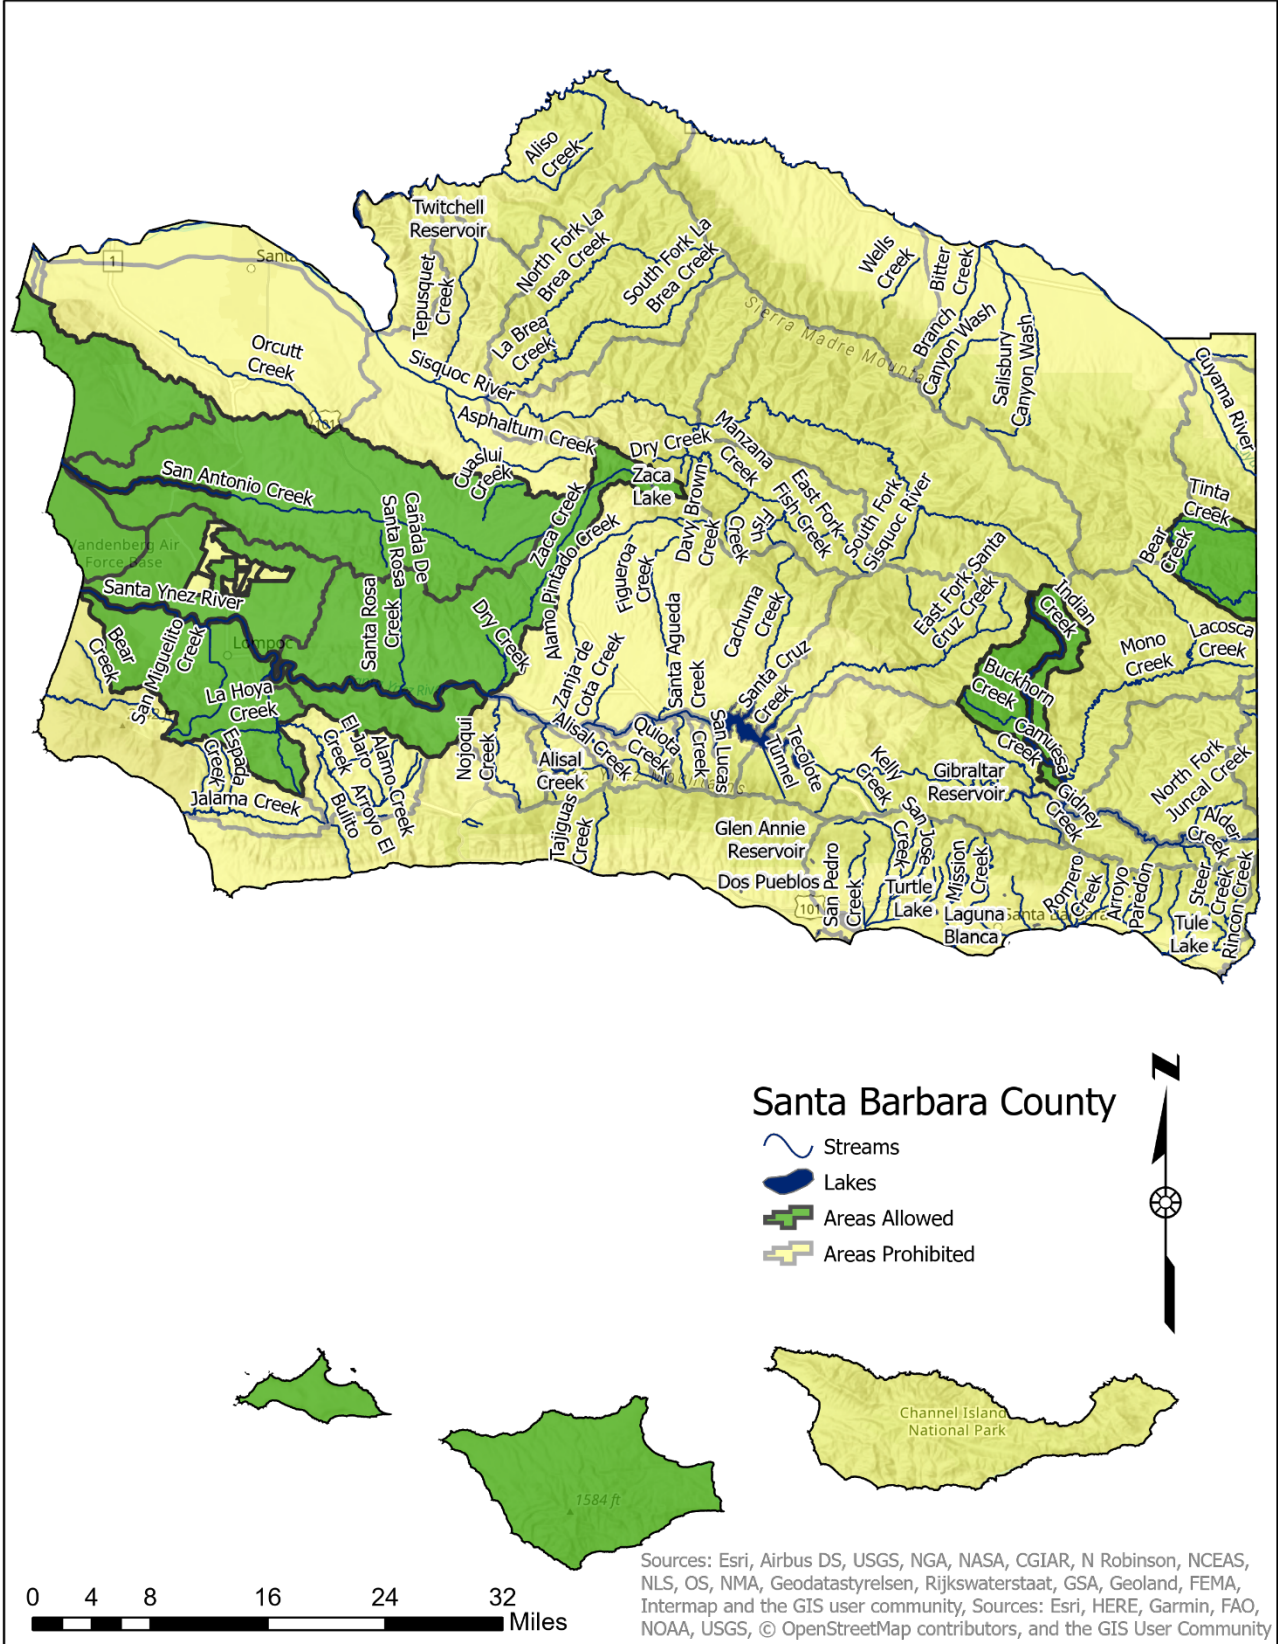 Aliso
Creek
Twitchell
Reservoir
North Fork La
Brea Creek
South Fork La
Brea Creek
Wells
Creek
Bitter
Creek
Santa
1
Tepusquet
Creek
La Brea
Creek
Sierra Madre Mounta
Branch
Canyon Wash
Salisbury
Canyon Wash
Orcutt
Creek
Sisquoc River
Cuyama River
101
Asphaltum Creek
Dry Creek
Manzana
Creek
Cuaslui
Creek
Zaca
Lake
San Antonio Creek
Cañada De
Santa Rosa
Zaca Creek
Davy Brown
Creek
Fish
Creek
East Fork
Fish Creek
South Fork
Sisquoc River
Tinta
Creek
Bear
Creek
Vandenberg Air
Force Base
Santa Ynez River
Santa Rosa
Creek
Alamo Pintado Creek
Figueroa
Creek
Cachuma
Creek
East Fork Santa
Cruz Creek
Indian
Creek
Lompoc
Bear
Creek
San Miguelito
Creek
Dry Creek
Zanja de
Cota Creek
Santa Agueda
Creek
Santa Cruz
Creek
Mono
Creek
Lacosca
Creek
La Hoya
Creek
Buckhorn
Creek
Camuesa
Creek
Espada
Creek
El Jaro
Creek
Alamo
Creek
Nojoqui
Creek
Alisal Creek
Quiota
Creek
San Lucas
Creek
Tecolote
Tunnel
Kelly
Creek
Alisal
Creek
Gibraltar
Reservoir
Gidney
Creek
North Fork
Juncal Creek
Jalama Creek
Bulito
Arroyo El
Tajiguas
Creek
Glen Annie
Reservoir
San Jose
Creek
Alder
Creek
Dos Pueblos
101
San Pedro
Creek
Turtle
Lake
Mission
Creek
Laguna
Blanca
Santa Barbara
Romero
Creek
Arroyo
Paredon
Steer
Creek
Tule
Lake
Rincon Creek
N
Santa Barbara County
Streams
Lakes
Areas Allowed
Areas Prohibited
Channel Island
National Park
1584 ft
Sources: Esri, Airbus DS, USGS, NGA, NASA, CGIAR, N Robinson, NCEAS,
NLS, OS, NMA, Geodatastyrelsen, Rijkswaterstaat, GSA, Geoland, FEMA,
Intermap and the GIS user community, Sources: Esri, HERE, Garmin, FAO,
NOAA, USGS, © OpenStreetMap contributors, and the GIS User Community
0 4 8 16 24 32
Miles